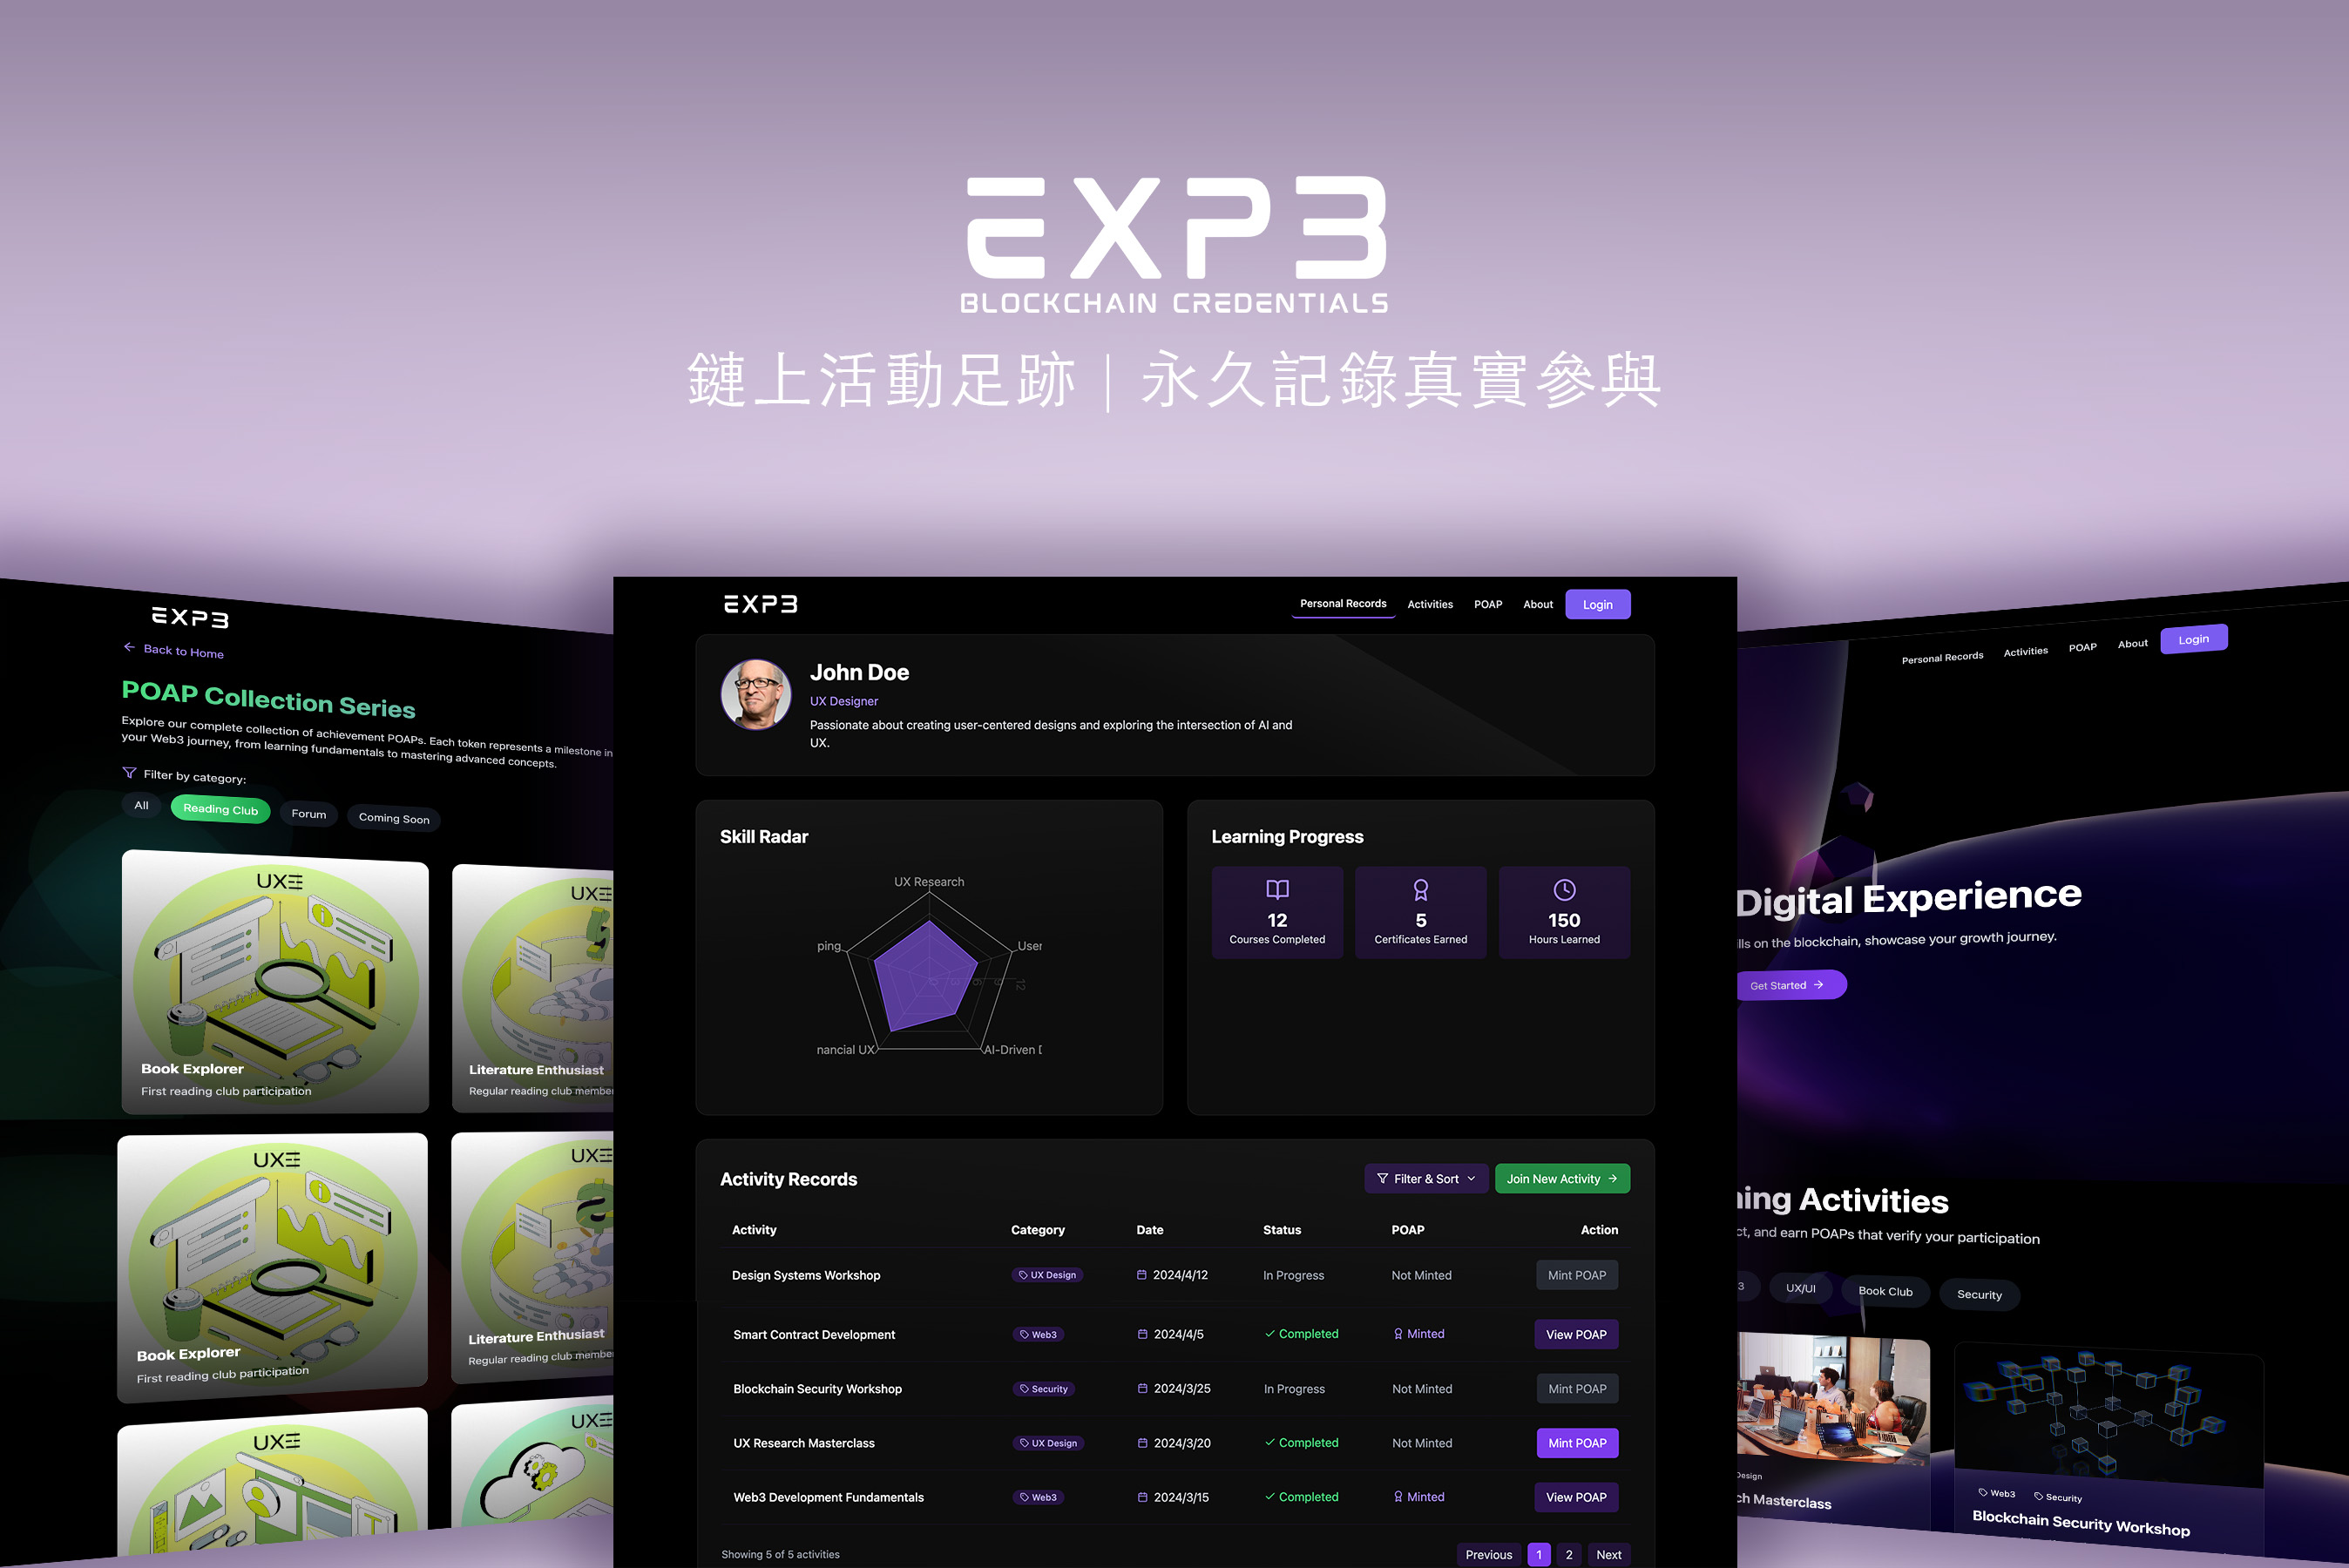 EXP3
BLOCKCHAIN CREDENTIALS
鏈上活動足跡｜永久記錄真實參與
EXP3
Back to Home
POAP Collection Series
Explore our complete collection of achievement POAPs. Each token represents a milestone in
your Web3 journey, from learning fundamentals to mastering advanced concepts.
Filter by category:
All
Reading Club
Forum
Coming Soon
UXE
Book Explorer
First reading club participation
UXE
Literature Enthusiast
Regular reading club member
UXE
Book Explorer
First reading club participation
UXE
Literature Enthusiast
Regular reading club member
UXE
UXE
EXP3
Personal Records
Activities
POAP
About
Login
John Doe
UX Designer
Passionate about creating user-centered designs and exploring the intersection of AI and
UX.
Skill Radar
UX Research
User
AI-Driven
nancial UX
ping
0
3
6
9
12
Learning Progress
12
Courses Completed
5
Certificates Earned
150
Hours Learned
Activity Records
Filter & Sort
Join New Activity
Activity Category Date Status POAP Action
Design Systems Workshop UX Design 2024/4/12 In Progress Not Minted Mint POAP
Smart Contract Development Web3 2024/4/5 Completed Minted View POAP
Blockchain Security Workshop Security 2024/3/25 In Progress Not Minted Mint POAP
UX Research Masterclass UX Design 2024/3/20 Completed Not Minted Mint POAP
Web3 Development Fundamentals Web3 2024/3/15 Completed Minted View POAP
Showing 5 of 5 activities
Previous 1 2 Next
Personal Records
Activities
POAP
About
Login
Digital Experience
ills on the blockchain, showcase your growth journey.
Get Started
ning Activities
ct, and earn POAPs that verify your participation
3
UX/UI
Book Club
Security
Design
ch Masterclass
Web3
Security
Blockchain Security Workshop